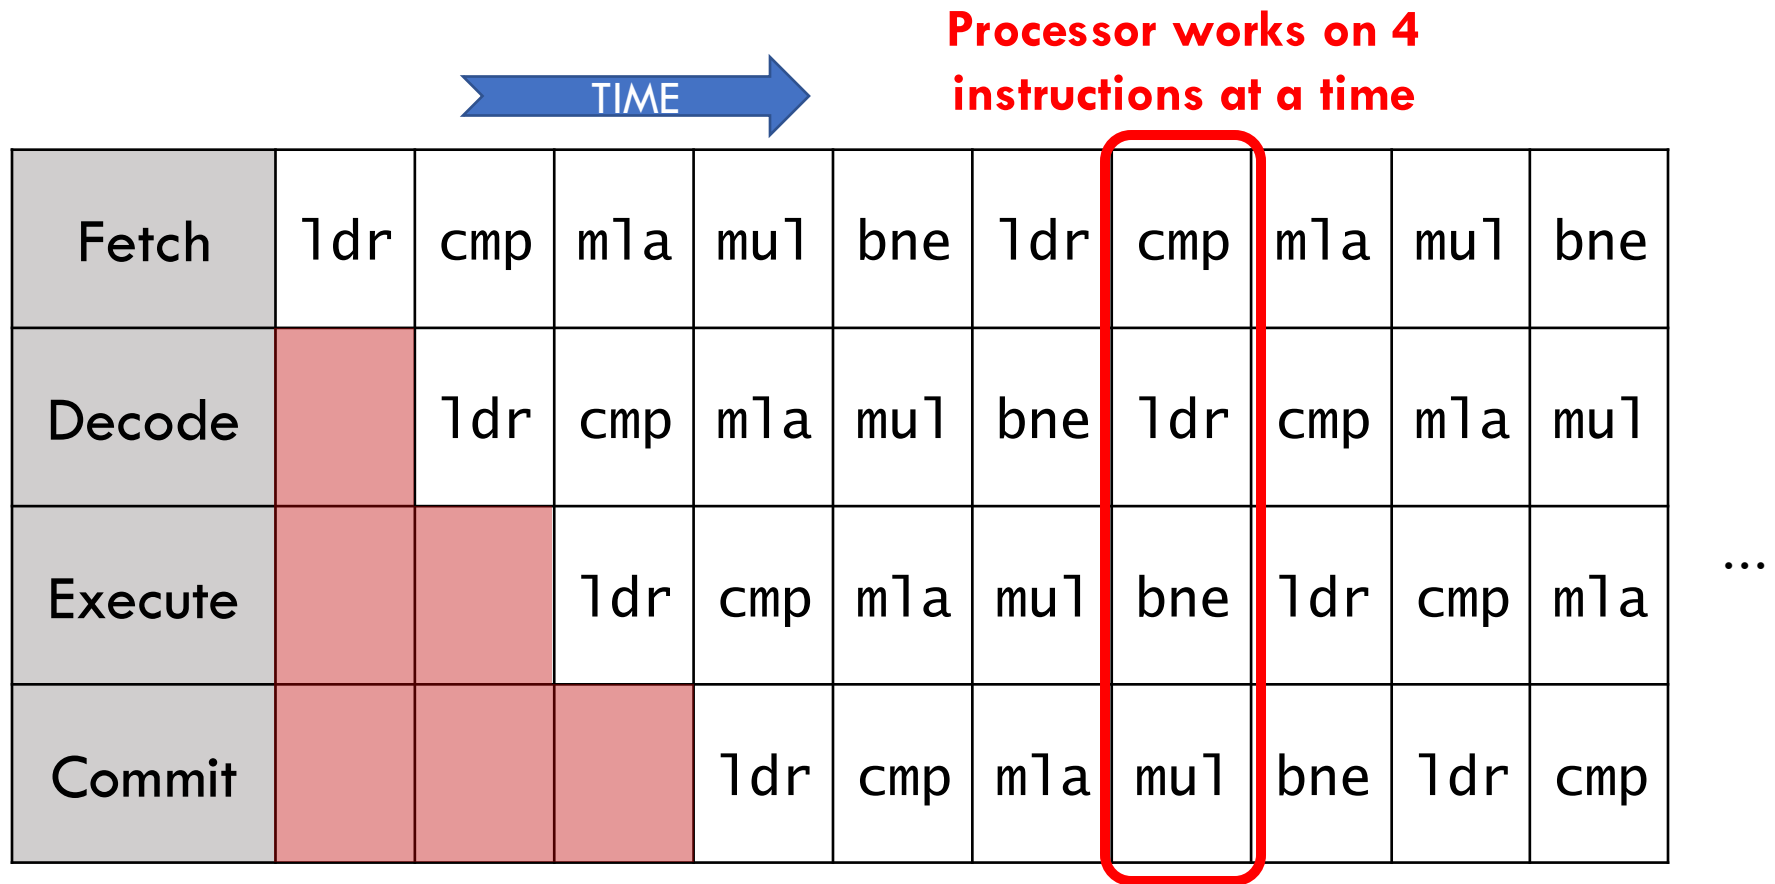 Processor works on 4
instructions at a time
TIME
Fetch ldr cmp mla mul bne ldr cmp mla mul bne
Decode ldr cmp mla mul bne ldr cmp mla mul
Execute ldr cmp mla mul bne ldr cmp mla
...
Commit ldr cmp mla mul bne ldr cmp